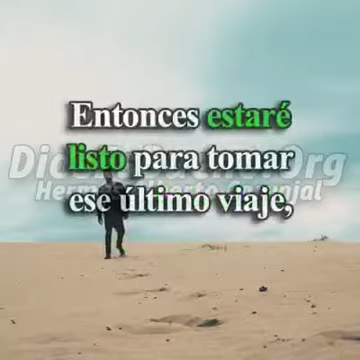 Entonces estaré
listo para tomar
ese último viaje,